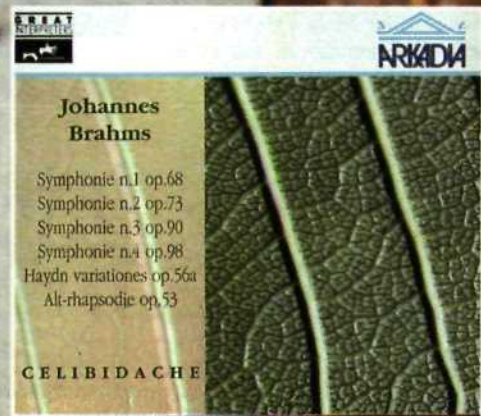 GREAT
INTERPRETERS
ARKADIA
Johannes
Brahms
Symphonie n.1 op.68
Symphonie n.2 op.73
Symphonie n.3 op.90
Symphonie n.4 op.98
Haydn variationes op.56a
Alt-rhapsodie op.53
CELIBIDACHE